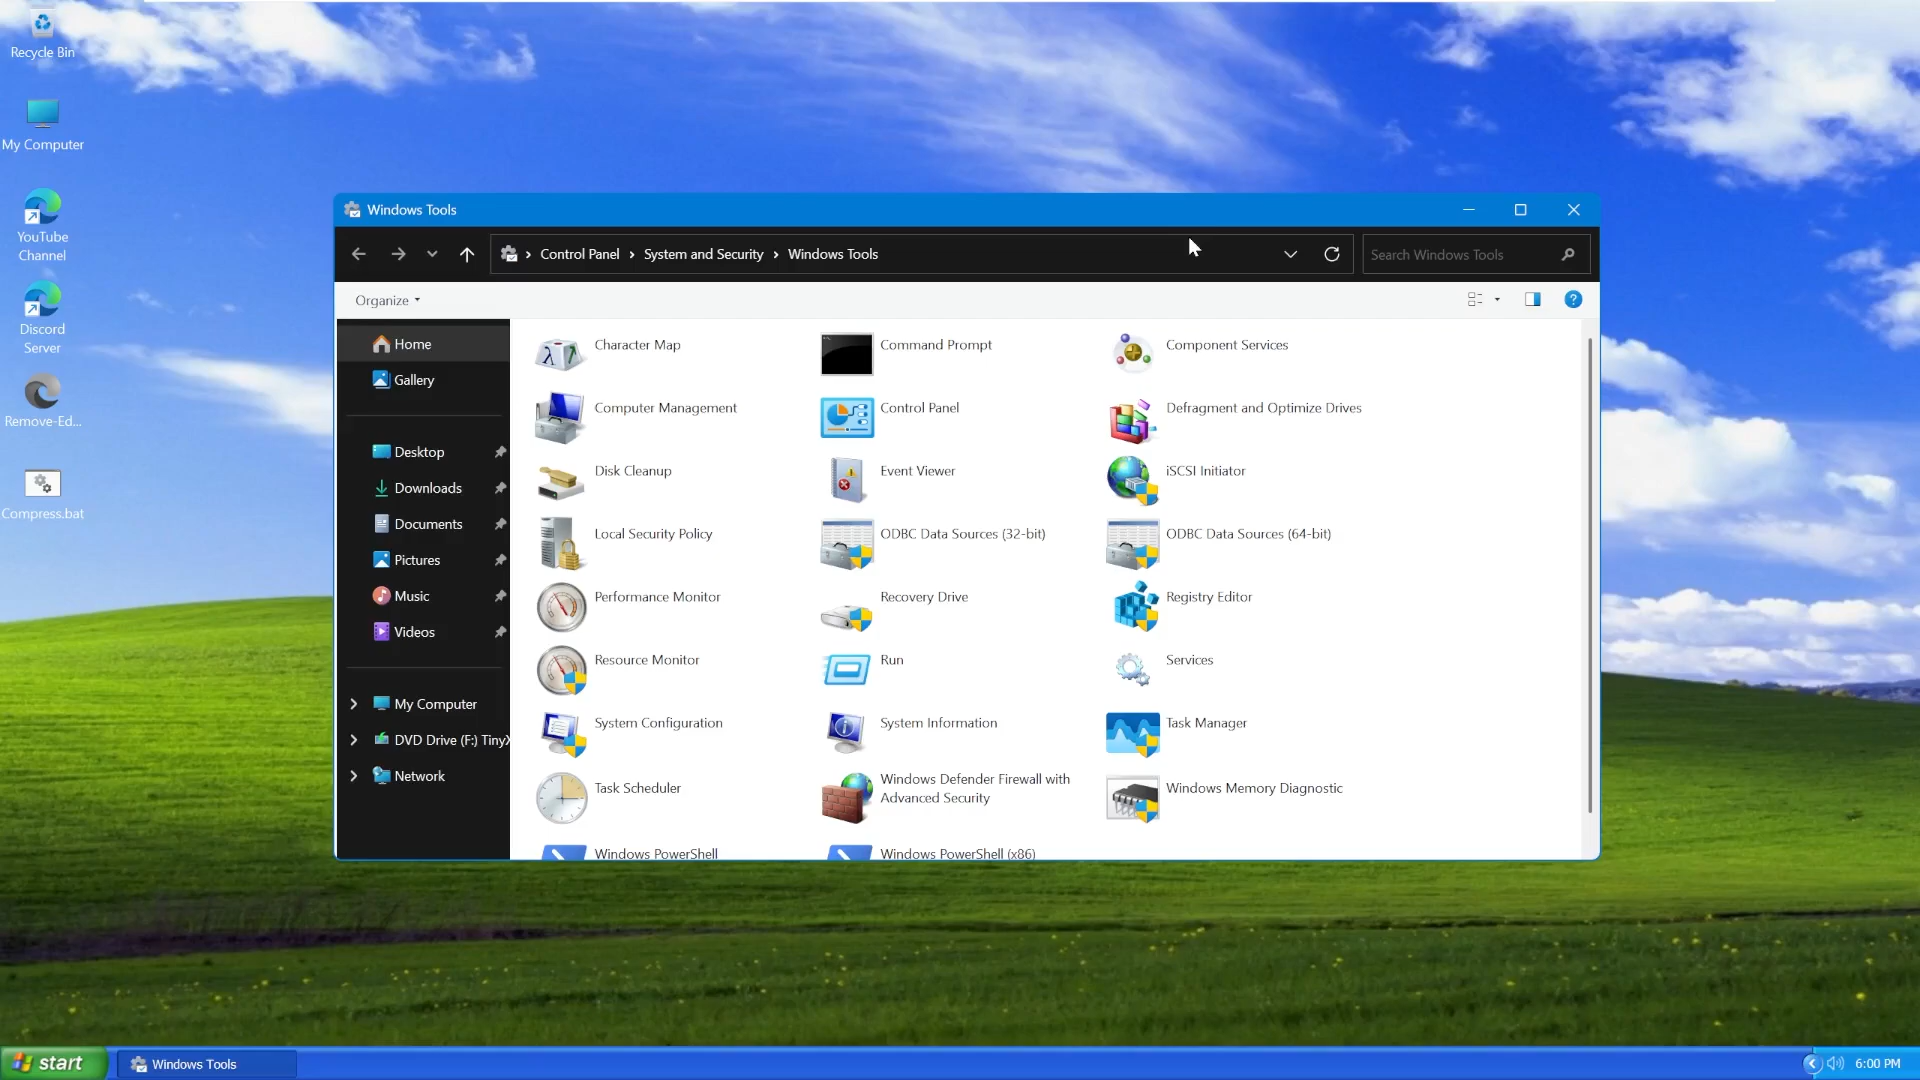 Recycle Bin
My Computer
YouTube
Channel
Discord
Server
Remove-Ed...
Compress.bat
Windows Tools
Control Panel
System and Security
Windows Tools
Search Windows Tools
Organize
Home
Gallery
Desktop
Downloads
Documents
Pictures
Music
Videos
My Computer
DVD Drive (F:) TinyX
Network
Character Map
Command Prompt
Component Services
Computer Management
Control Panel
Defragment and Optimize Drives
Disk Cleanup
Event Viewer
iSCSI Initiator
Local Security Policy
ODBC Data Sources (32-bit)
ODBC Data Sources (64-bit)
Performance Monitor
Recovery Drive
Registry Editor
Resource Monitor
Run
Services
System Configuration
System Information
Task Manager
Task Scheduler
Windows Defender Firewall with
Advanced Security
Windows Memory Diagnostic
Windows PowerShell
Windows PowerShell (x86)
start
Windows Tools
6:00 PM